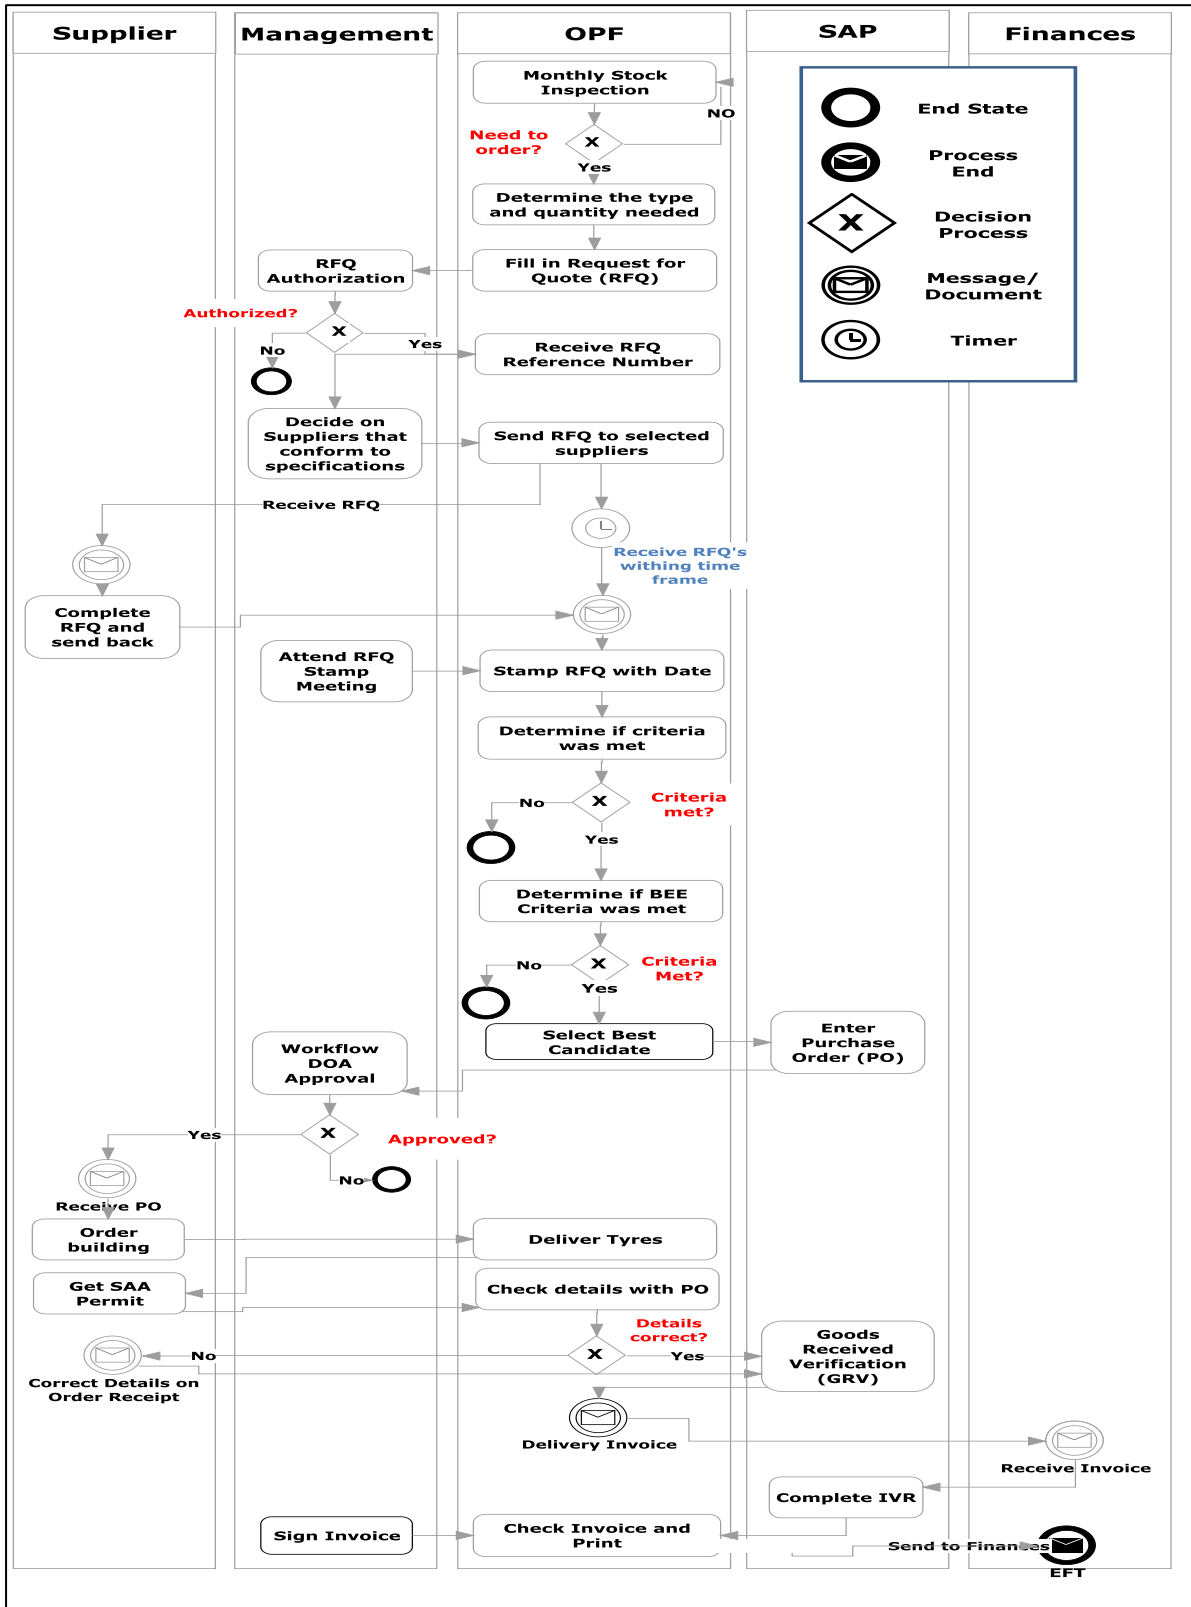 Supplier
Management
OPF
SAP
Finances
Monthly Stock
Inspection
NO
Need to
order?
X
Yes
Determine the type
and quantity needed
Fill in Request for
Quote (RFQ)
RFQ
Authorization
Authorized?
X
No
Yes
Receive RFQ
Reference Number
Decide on
Suppliers that
conform to
specifications
Send RFQ to selected
suppliers
Receive RFQ
Receive RFQ's
withing time
frame
Complete
RFQ and
send back
Attend RFQ
Stamp
Meeting
Stamp RFQ with Date
Determine if criteria
was met
No
X
Criteria
met?
Yes
Determine if BEE
Criteria was met
No
X
Criteria
Met?
Yes
Select Best
Candidate
Enter
Purchase
Order (PO)
Workflow
DOA
Approval
Yes
X
Approved?
No
Receive PO
Order
building
Deliver Tyres
Get SAA
Permit
Check details with PO
Details
correct?
No
X
Yes
Goods
Received
Verification
(GRV)
Correct Details on
Order Receipt
Delivery Invoice
Receive Invoice
Complete IVR
Sign Invoice
Check Invoice and
Print
Send to Finances
EFT
End State
Process
End
X
Decision
Process
Message/
Document
Timer